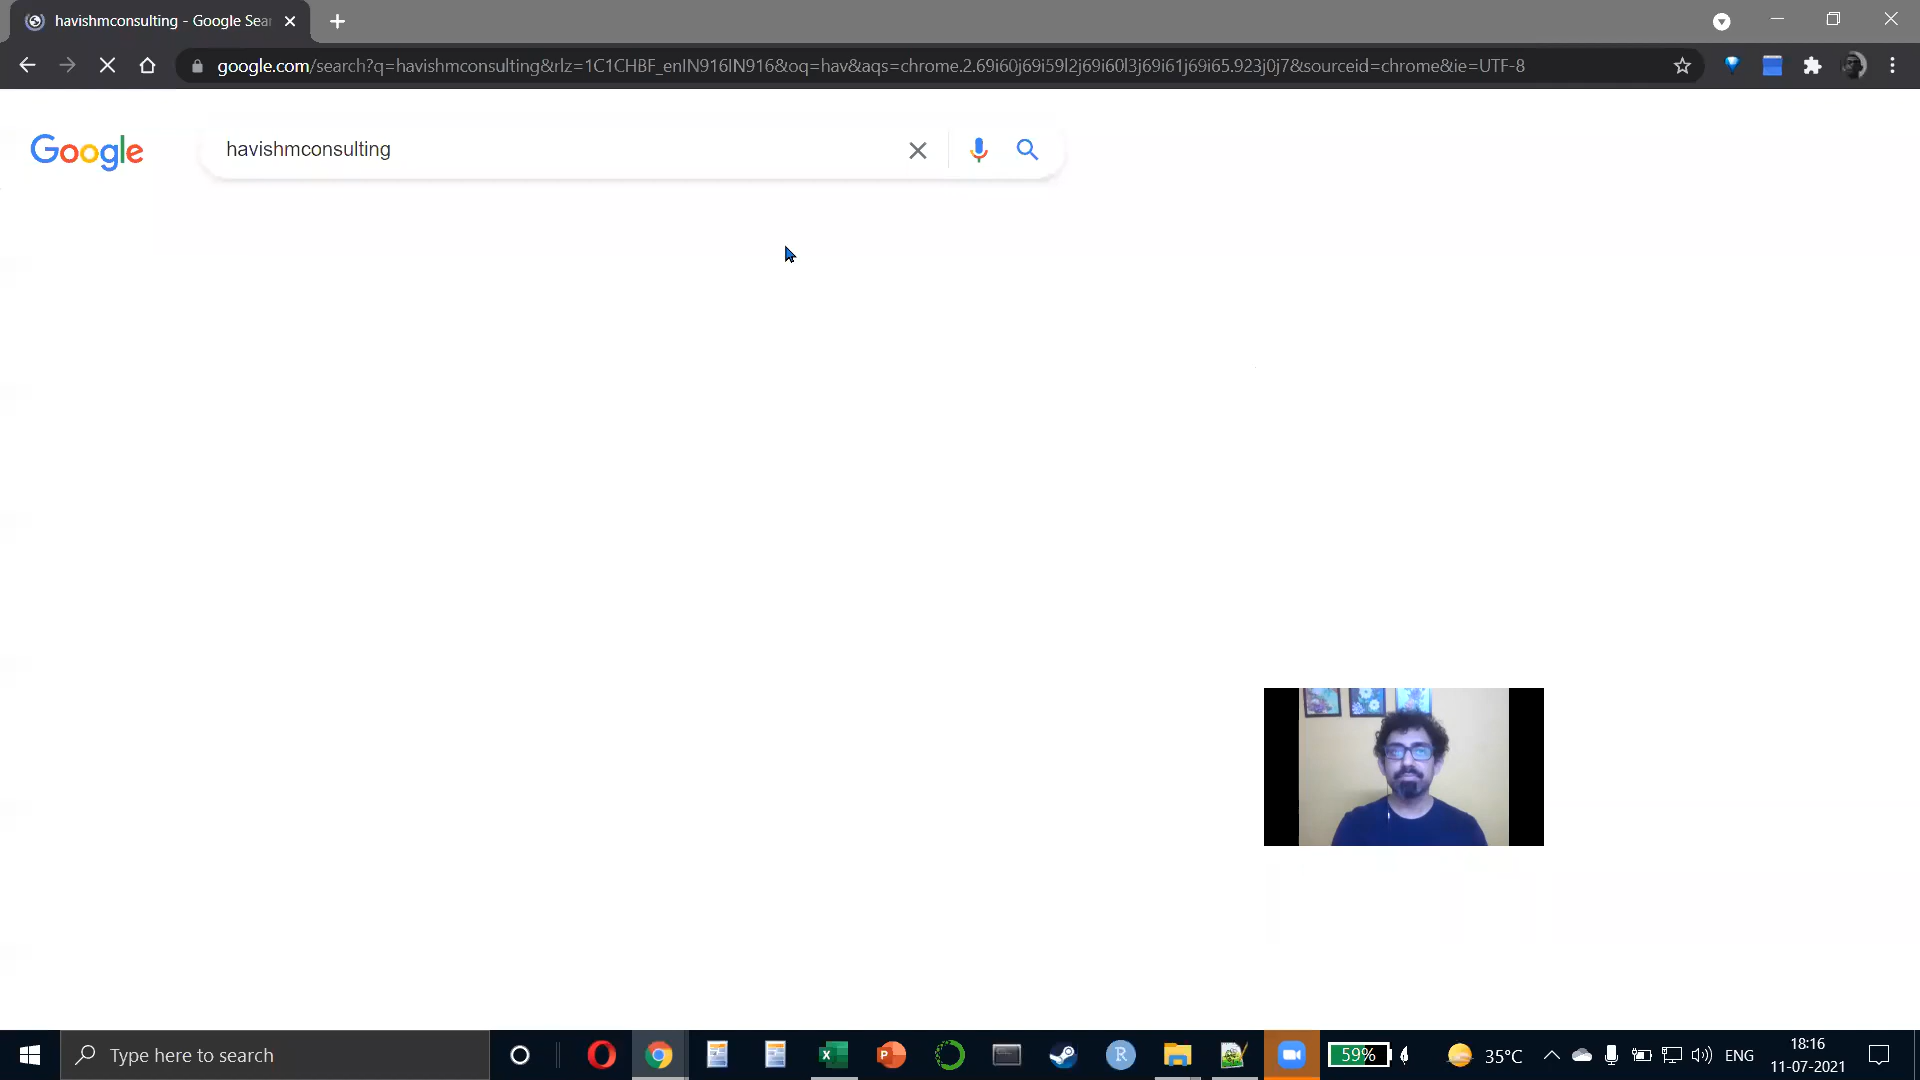 havishmconsulting - Google Sea
google.com/search?q=havishmconsulting&rlz=1C1CHBF_enIN916IN916&oq=hav&aqs=chrome.2.69i60j69i59l2j69i60l3j69i61j69i65.923j0j7&sourceid=chrome&ie=UTF-8
Google
havishmconsulting
Type here to search
59%
35°C
ENG
18:16
11-07-2021